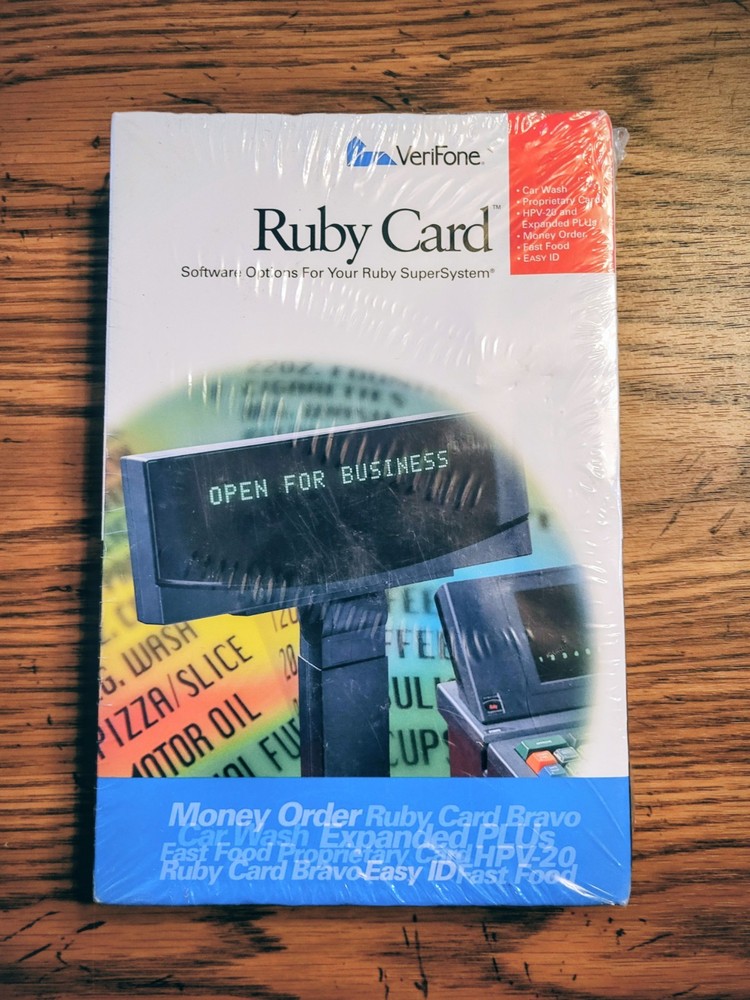 VeriFone
Ruby Card™
Software Options For Your Ruby SuperSystem®
• Car Wash
• Proprietary Card
• HPV-20 and
Expanded PLUs
• Money Order
• Fast Food
• EASY ID
CIGARETTES
OPEN FOR BUSINESS
WASH
PIZZA/SLICE
MOTOR OIL
CUPS
Money Order Ruby Card Bravo
Car Wash Expanded PLUs
Fast Food Proprietary Card HPV-20
Ruby Card Bravo Easy ID Fast Food